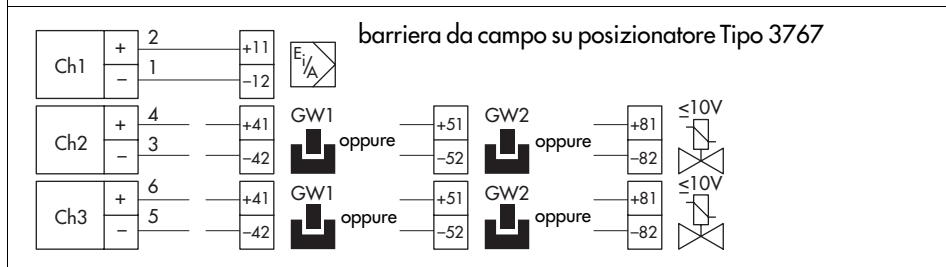 barriera da campo su posizionatore Tipo 3767
Ch1 + 2 +11 Ei/A
− 1 −12
Ch2 + 4 +41 GW1 oppure +51 GW2 oppure +81 ≤10V
− 3 −42 −52 −82
Ch3 + 6 +41 GW1 oppure +51 GW2 oppure +81 ≤10V
− 5 −42 −52 −82